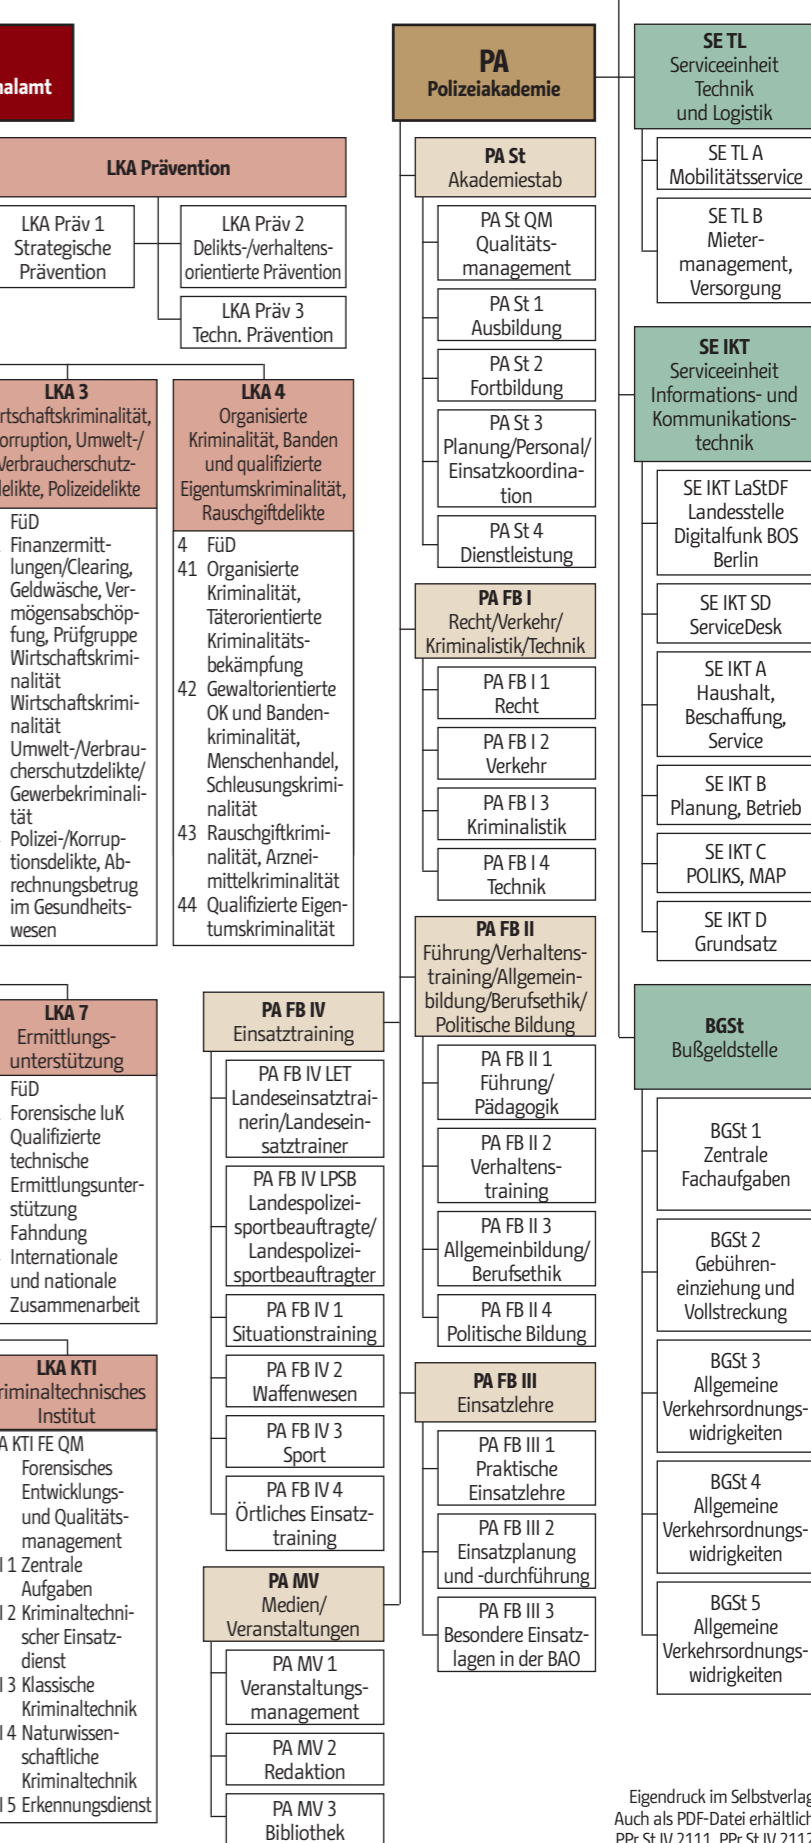 PA
Polizeiakademie
LKA Prävention
LKA Präv 1
Strategische
Prävention
LKA Präv 2
Delikts-/verhaltens-
orientierte Prävention
LKA Präv 3
Techn. Prävention
LKA 3
Korruption, Umwelt-/
FüD
Finanzermitt-
lungen/Clearing,
Geldwäsche, Ver-
mögensabschöp-
fung, Prüfgruppe
Wirtschaftskrimi-
nalität
Wirtschaftskrimi-
nalität
Umwelt-/Verbrau-
cherschutzdelikte/
Gewerbekriminali-
tät
Polizei-/Korrup-
tionsdelikte, Ab-
rechnungsbetrug
im Gesundheits-
wesen
LKA 4
Organisierte
Kriminalität, Banden
und qualifizierte
Eigentumskriminalität,
Rauschgiftdelikte
4 FüD
41 Organisierte
Kriminalität,
Täterorientierte
Kriminalitäts-
bekämpfung
42 Gewaltorientierte
OK und Banden-
kriminalität,
Menschenhandel,
Schleusungskrimi-
nalität
43 Rauschgiftkrimi-
nalität, Arznei-
mittelkriminalität
44 Qualifizierte Eigen-
tumskriminalität
LKA 7
Ermittlungs-
unterstützung
FüD
Forensische IuK
Qualifizierte
technische
Ermittlungsunter-
stützung
Fahndung
Internationale
und nationale
Zusammenarbeit
LKA KTI
Institut
KTI FE QM
Forensisches
Entwicklungs-
und Qualitäts-
management
1 Zentrale
Aufgaben
2 Kriminaltechni-
scher Einsatz-
dienst
3 Klassische
Kriminaltechnik
4 Naturwissen-
schaftliche
Kriminaltechnik
5 Erkennungsdienst
PA FB IV
Einsatztraining
PA FB IV LET
Landeseinsatztrai-
nerin/Landesein-
satztrainer
PA FB IV LPSB
Landespolizei-
sportbeauftragte/
Landespolizei-
sportbeauftragter
PA FB IV 1
Situationstraining
PA FB IV 2
Waffenwesen
PA FB IV 3
Sport
PA FB IV 4
Örtliches Einsatz-
training
PA MV
Medien/
Veranstaltungen
PA MV 1
Veranstaltungs-
management
PA MV 2
Redaktion
PA MV 3
Bibliothek
PA St
Akademiestab
PA St QM
Qualitäts-
management
PA St 1
Ausbildung
PA St 2
Fortbildung
PA St 3
Planung/Personal/
Einsatzkoordina-
tion
PA St 4
Dienstleistung
PA FB I
Recht/Verkehr/
Kriminalistik/Technik
PA FB I 1
Recht
PA FB I 2
Verkehr
PA FB I 3
Kriminalistik
PA FB I 4
Technik
PA FB II
Führung/Verhaltens-
training/Allgemein-
bildung/Berufsethik/
Politische Bildung
PA FB II 1
Führung/
Pädagogik
PA FB II 2
Verhaltens-
training
PA FB II 3
Allgemeinbildung/
Berufsethik
PA FB II 4
Politische Bildung
PA FB III
Einsatzlehre
PA FB III 1
Praktische
Einsatzlehre
PA FB III 2
Einsatzplanung
und -durchführung
PA FB III 3
Besondere Einsatz-
lagen in der BAO
SE TL
Serviceeinheit
Technik
und Logistik
SE TL A
Mobilitätsservice
SE TL B
Mieter-
management,
Versorgung
SE IKT
Serviceeinheit
Informations- und
Kommunikations-
technik
SE IKT LaStDF
Landesstelle
Digitalfunk BOS
Berlin
SE IKT SD
ServiceDesk
SE IKT A
Haushalt,
Beschaffung,
Service
SE IKT B
Planung, Betrieb
SE IKT C
POLIKS, MAP
SE IKT D
Grundsatz
BGSt
Bußgeldstelle
BGSt 1
Zentrale
Fachaufgaben
BGSt 2
Gebühren-
einziehung und
Vollstreckung
BGSt 3
Allgemeine
Verkehrsordnungs-
widrigkeiten
BGSt 4
Allgemeine
Verkehrsordnungs-
widrigkeiten
BGSt 5
Allgemeine
Verkehrsordnungs-
widrigkeiten
Eigendruck im Selbstverlag
Auch als PDF-Datei erhältlich
PPr St IV 2111, PPr St IV